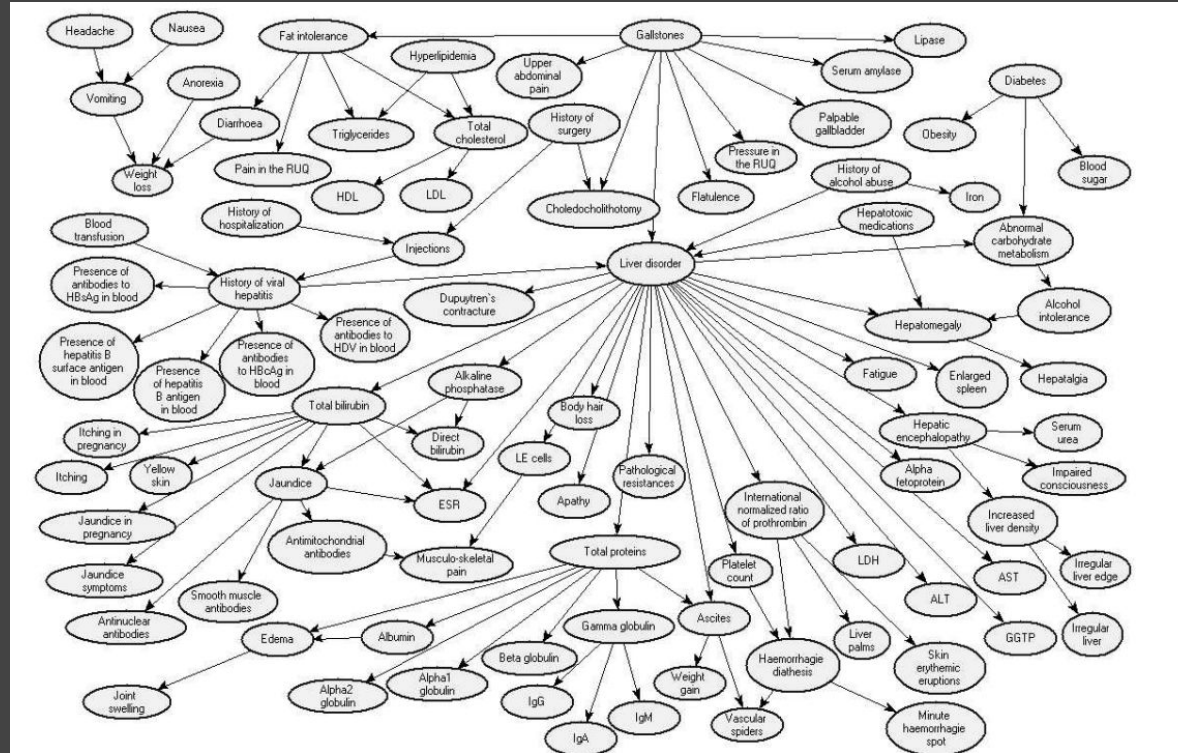 Headache
Nausea
Fat intolerance
Gallstones
Lipase
Hyperlipidemia
Upper
abdominal
pain
Serum amylase
Diabetes
Vomiting
Anorexia
Diarrhoea
Triglycerides
Total
cholesterol
History of
surgery
Palpable
gallbladder
Obesity
Blood
sugar
Weight
loss
Pain in the RUQ
HDL
LDL
Pressure in
the RUQ
Flatulence
History of
alcohol abuse
Iron
Choledocholithotomy
Blood
transfusion
History of
hospitalization
Injections
Hepatotoxic
medications
Abnormal
carbohydrate
metabolism
Presence of
antibodies to
HBsAg in blood
History of viral
hepatitis
Liver disorder
Dupuytren`s
contracture
Alcohol
intolerance
Presence of
hepatitis B
surface antigen
in blood
Presence
of hepatitis
B antigen
in blood
Presence of
antibodies
to HBcAg in
blood
Presence of
antibodies to
HDV in blood
Hepatomegaly
Hepatalgia
Alkaline
phosphatase
Fatigue
Enlarged
spleen
Total bilirubin
Body hair
loss
Hepatic
encephalopathy
Serum
urea
Itching in
pregnancy
Direct
bilirubin
LE cells
Itching
Yellow
skin
Jaundice
ESR
Apathy
Pathological
resistances
Alpha
fetoprotein
Impaired
consciousness
International
normalized ratio
of prothrombin
Increased
liver density
Jaundice in
pregnancy
Antimitochondrial
antibodies
Musculo-skeletal
pain
Total proteins
Platelet
count
LDH
AST
Irregular
liver edge
Jaundice
symptoms
Smooth muscle
antibodies
ALT
Antinuclear
antibodies
Edema
Albumin
Gamma globulin
Ascites
Liver
palms
GGTP
Irregular
liver
Beta globulin
Haemorrhagie
diathesis
Skin
erythemic
eruptions
Joint
swelling
Alpha2
globulin
Alpha1
globulin
IgG
IgA
IgM
Weight
gain
Vascular
spiders
Minute
haemorrhagie
spot